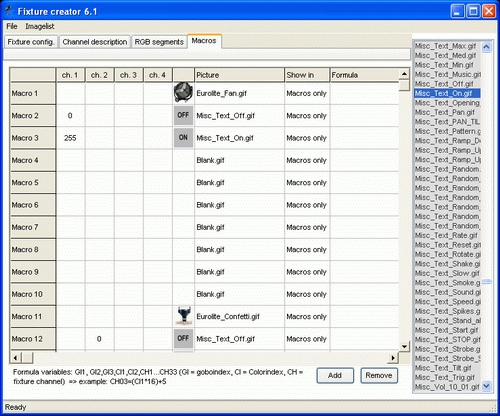 Fixture creator 6.1
File Imagelist
Fixture config. Channel description RGB segments Macros
ch. 1 ch. 2 ch. 3 ch. 4 Picture Show in Formula
Macro 1 Eurolite_Fan.gif Macros only
Macro 2 0 OFF Misc_Text_Off.gif Macros only
Macro 3 255 ON Misc_Text_On.gif Macros only
Macro 4 Blank.gif Macros only
Macro 5 Blank.gif Macros only
Macro 6 Blank.gif Macros only
Macro 7 Blank.gif Macros only
Macro 8 Blank.gif Macros only
Macro 9 Blank.gif Macros only
Macro 10 Blank.gif Macros only
Macro 11 Eurolite_Confetti.gif Macros only
Macro 12 0 OFF Misc_Text_Off.gif Macros only
Formula variables: GI1, GI2,GI3,CI1,CI2,CH1...CH33 (GI = goboindex, CI = Colorindex, CH =
fixture channel) => example: CH03=(CI1*16)+5
Add Remove
Misc_Text_Max.gif
Misc_Text_Med.gif
Misc_Text_Min.gif
Misc_Text_Music.gif
Misc_Text_Off.gif
Misc_Text_On.gif
Misc_Text_Opening_
Misc_Text_Pan.gif
Misc_Text_PAN_TIL
Misc_Text_Pattern.g
Misc_Text_Ramp_De
Misc_Text_Ramp_Up
Misc_Text_Ramp_Up
Misc_Text_Random_
Misc_Text_Random_
Misc_Text_Random_
Misc_Text_Random_
Misc_Text_Random_
Misc_Text_Rate.gif
Misc_Text_Reset.gif
Misc_Text_Rotate.gif
Misc_Text_Shake.gi
Misc_Text_Slow.gif
Misc_Text_Smoke.g
Misc_Text_Sound.gi
Misc_Text_Speed.gi
Misc_Text_Spikes.gi
Misc_Text_Stand_al
Misc_Text_Start.gif
Misc_Text_STOP.gif
Misc_Text_Strobe.g
Misc_Text_Strobe_S
Misc_Text_Tilt.gif
Misc_Text_Trig.gif
Misc_Vol_10_01.gif
Ready